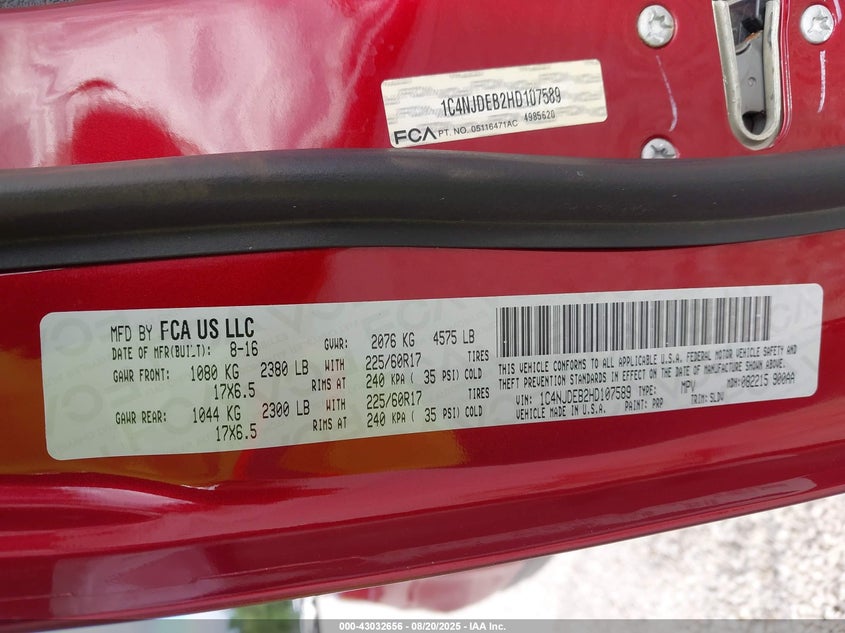 1C4NJDEB2HD107589
FCA PT. NO. 05116471AC 4985620
MFD BY FCA US LLC
DATE OF MFR(BUILT): 8-16 GVWR: 2076 KG 4575 LB
GAWR FRONT: 1080 KG 2380 LB WITH 225/60R17 TIRES
17X6.5 RIMS AT 240 KPA ( 35 PSI) COLD
GAWR REAR: 1044 KG 2300 LB WITH 225/60R17 TIRES
17X6.5 RIMS AT 240 KPA ( 35 PSI) COLD
THIS VEHICLE CONFORMS TO ALL APPLICABLE U.S.A. FEDERAL MOTOR VEHICLE SAFETY AND
THEFT PREVENTION STANDARDS IN EFFECT ON THE DATE OF MANUFACTURE SHOWN ABOVE.
VIN: 1C4NJDEB2HD107589 TYPE: MPV MDH: 082215 900AA
MADE IN U.S.A. PAINT: PRP TRIM: SLDV
000-43032656 - 08/20/2025 - IAA Inc.